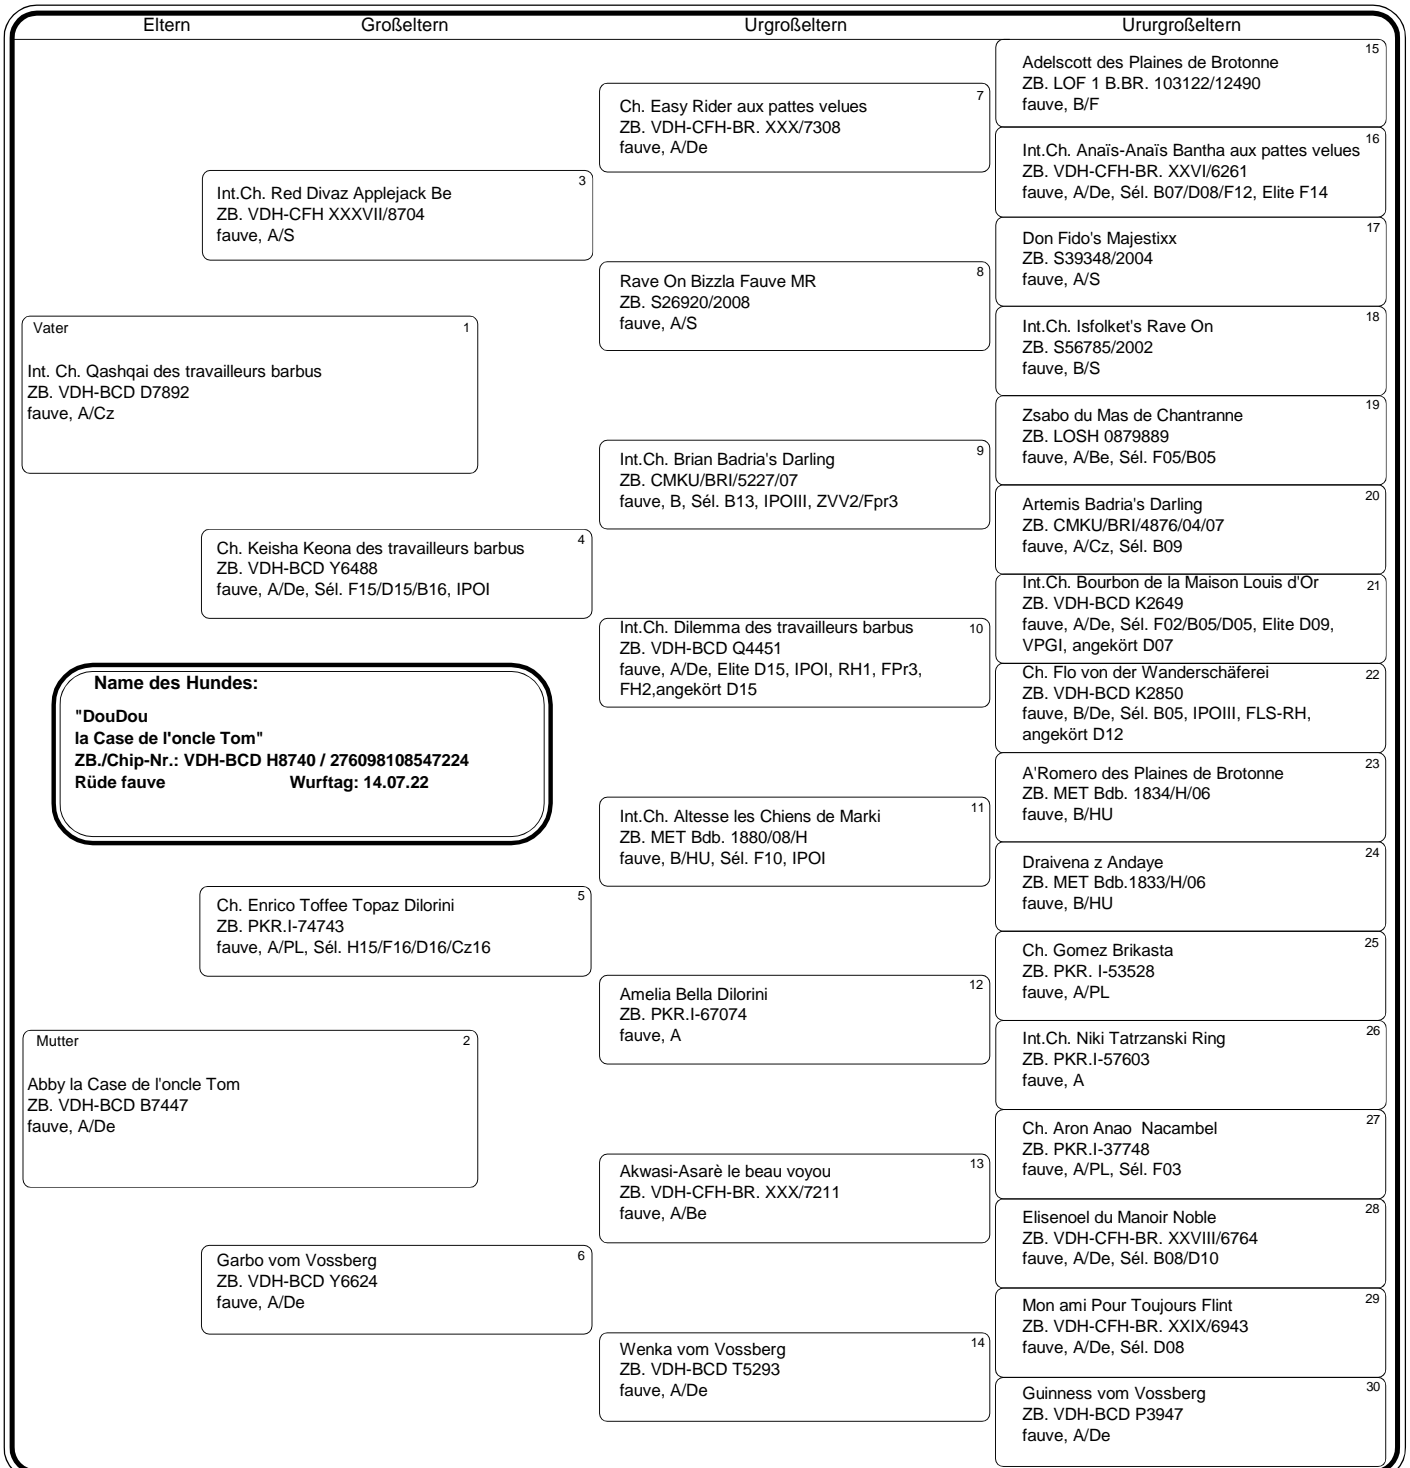 Eltern
Großeltern
Urgroßeltern
Ururgroßeltern
Vater 1
Int. Ch. Qashqai des travailleurs barbus
ZB. VDH-BCD D7892
fauve, A/Cz
Name des Hundes:
"DouDou
la Case de l'oncle Tom"
ZB./Chip-Nr.: VDH-BCD H8740 / 276098108547224
Rüde fauve Wurftag: 14.07.22
Mutter 2
Abby la Case de l'oncle Tom
ZB. VDH-BCD B7447
fauve, A/De
3
Int.Ch. Red Divaz Applejack Be
ZB. VDH-CFH XXXVII/8704
fauve, A/S
4
Ch. Keisha Keona des travailleurs barbus
ZB. VDH-BCD Y6488
fauve, A/De, Sél. F15/D15/B16, IPOI
5
Ch. Enrico Toffee Topaz Dilorini
ZB. PKR.I-74743
fauve, A/PL, Sél. H15/F16/D16/Cz16
6
Garbo vom Vossberg
ZB. VDH-BCD Y6624
fauve, A/De
7
Ch. Easy Rider aux pattes velues
ZB. VDH-CFH-BR. XXX/7308
fauve, A/De
8
Rave On Bizzla Fauve MR
ZB. S26920/2008
fauve, A/S
9
Int.Ch. Brian Badria's Darling
ZB. CMKU/BRI/5227/07
fauve, B, Sél. B13, IPOIII, ZVV2/Fpr3
10
Int.Ch. Dilemma des travailleurs barbus
ZB. VDH-BCD Q4451
fauve, A/De, Elite D15, IPOI, RH1, FPr3,
FH2,angekört D15
11
Int.Ch. Altesse les Chiens de Marki
ZB. MET Bdb. 1880/08/H
fauve, B/HU, Sél. F10, IPOI
12
Amelia Bella Dilorini
ZB. PKR.I-67074
fauve, A
13
Akwasi-Asarè le beau voyou
ZB. VDH-CFH-BR. XXX/7211
fauve, A/Be
14
Wenka vom Vossberg
ZB. VDH-BCD T5293
fauve, A/De
15
Adelscott des Plaines de Brotonne
ZB. LOF 1 B.BR. 103122/12490
fauve, B/F
16
Int.Ch. Anaïs-Anaïs Bantha aux pattes velues
ZB. VDH-CFH-BR. XXVI/6261
fauve, A/De, Sél. B07/D08/F12, Elite F14
17
Don Fido's Majestixx
ZB. S39348/2004
fauve, A/S
18
Int.Ch. Isfolket's Rave On
ZB. S56785/2002
fauve, B/S
19
Zsabo du Mas de Chantranne
ZB. LOSH 0879889
fauve, A/Be, Sél. F05/B05
20
Artemis Badria's Darling
ZB. CMKU/BRI/4876/04/07
fauve, A/Cz, Sél. B09
21
Int.Ch. Bourbon de la Maison Louis d'Or
ZB. VDH-BCD K2649
fauve, A/De, Sél. F02/B05/D05, Elite D09,
VPGI, angekört D07
22
Ch. Flo von der Wanderschäferei
ZB. VDH-BCD K2850
fauve, B/De, Sél. B05, IPOIII, FLS-RH,
angekört D12
23
A'Romero des Plaines de Brotonne
ZB. MET Bdb. 1834/H/06
fauve, B/HU
24
Draivena z Andaye
ZB. MET Bdb.1833/H/06
fauve, B/HU
25
Ch. Gomez Brikasta
ZB. PKR. I-53528
fauve, A/PL
26
Int.Ch. Niki Tatrzanski Ring
ZB. PKR.I-57603
fauve, A
27
Ch. Aron Anao  Nacambel
ZB. PKR.I-37748
fauve, A/PL, Sél. F03
28
Elisenoel du Manoir Noble
ZB. VDH-CFH-BR. XXVIII/6764
fauve, A/De, Sél. B08/D10
29
Mon ami Pour Toujours Flint
ZB. VDH-CFH-BR. XXIX/6943
fauve, A/De, Sél. D08
30
Guinness vom Vossberg
ZB. VDH-BCD P3947
fauve, A/De